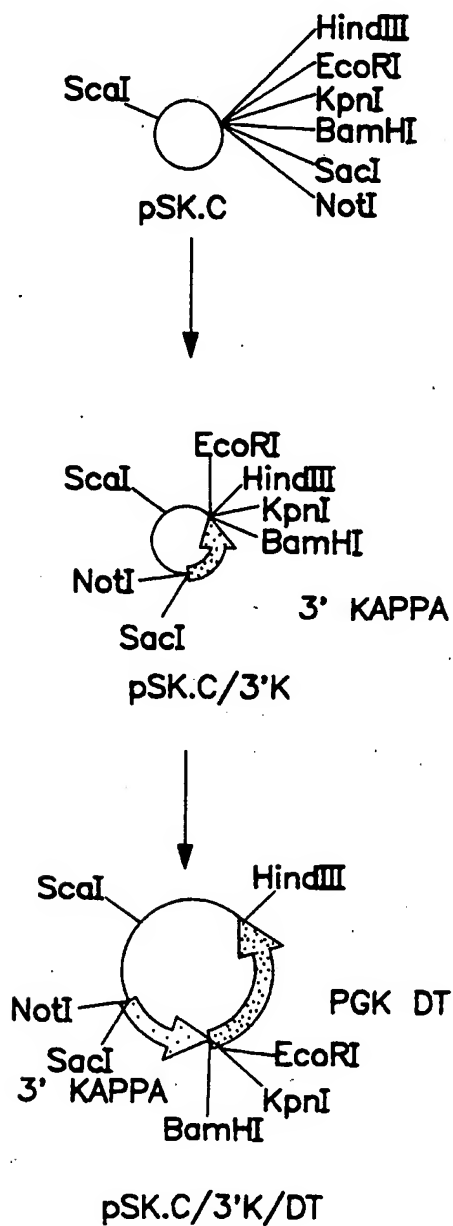 HindIII
EcoRI
ScaI
KpnI
BamHI
SacI
NotI
pSK.C
EcoRI
ScaI
HindIII
KpnI
BamHI
NotI
3' KAPPA
SacI
pSK.C/3'K
ScaI
HindIII
NotI
PGK DT
SacI
EcoRI
3' KAPPA
KpnI
BamHI
pSK.C/3'K/DT